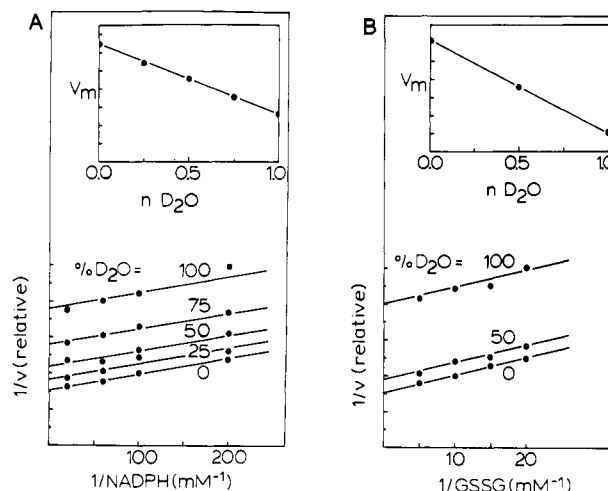 A
Vm
0.0 0.5 1.0
n D2O
%D2O = 100
75
50
25
0
1/v (relative)
100 200
1/NADPH(mM⁻¹)
B
Vm
0.0 0.5 1.0
n D2O
% D2O = 100
50
0
1/v (relative)
10 20
1/GSSG(mM⁻¹)